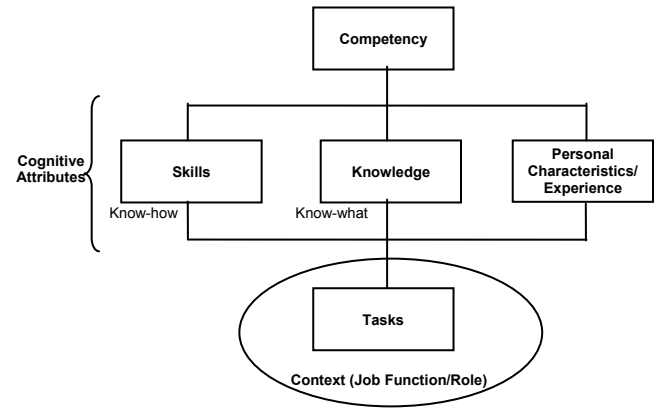 Competency
Cognitive
Attributes
Skills
Knowledge
Personal
Characteristics/
Experience
Know-how
Know-what
Tasks
Context (Job Function/Role)